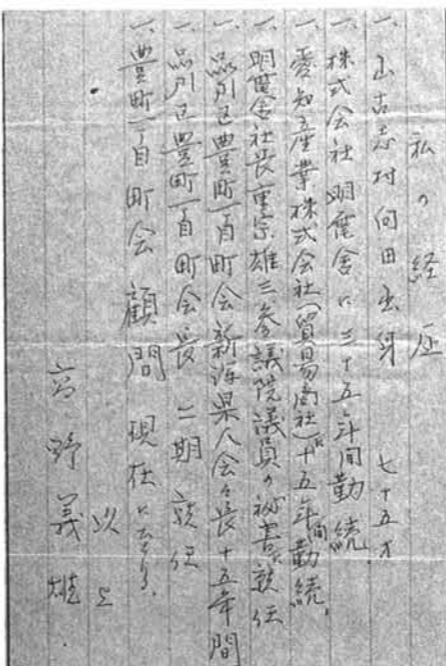 私の経歴
一、山古志村向田出身 七十五才
一、株式会社明電舎に三十五年間勤続、
一、愛知産業株式会社(貿易商社)に十五年間勤続、
一、明電舎社長重宗雄三参議院議員の秘書に就任
一、品川区豊町一丁目町会新潟県人会々長十五年間
一、品川区豊町一丁目町会長 二期就任
一、豊町一丁目町会顧問 現在に至る、
以上
高野義雄